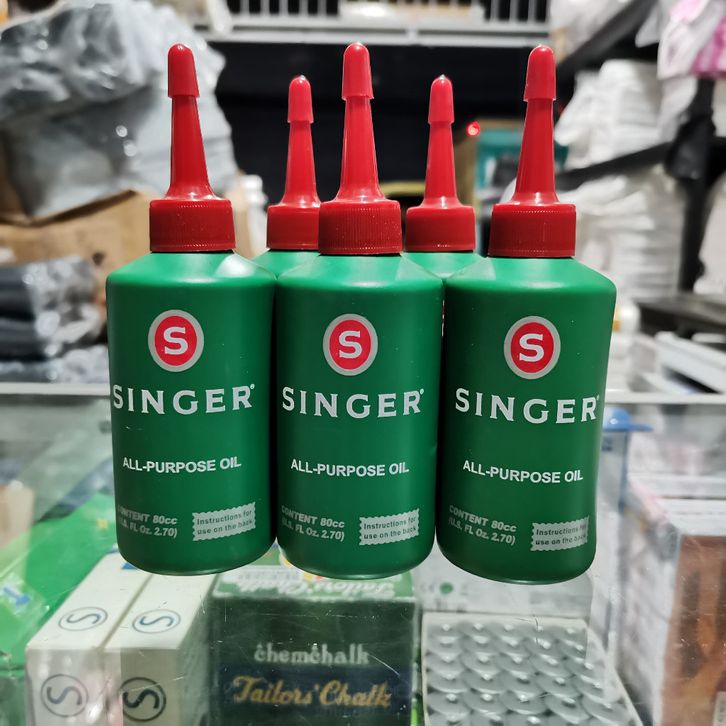 S
SINGER®
ALL-PURPOSE OIL
CONTENT 80cc
(U.S. FL Oz. 2.70)
Instructions for
use on the back
S
SINGER®
ALL-PURPOSE OIL
CONTENT 80cc
(U.S. FL Oz. 2.70)
Instructions for
use on the back
S
SINGER®
ALL-PURPOSE OIL
CONTENT 80cc
(U.S. FL Oz. 2.70)
Instructions for
use on the back
Tailors' Chalk
chemchalk
Tailors' Chalk
S
S
S
S